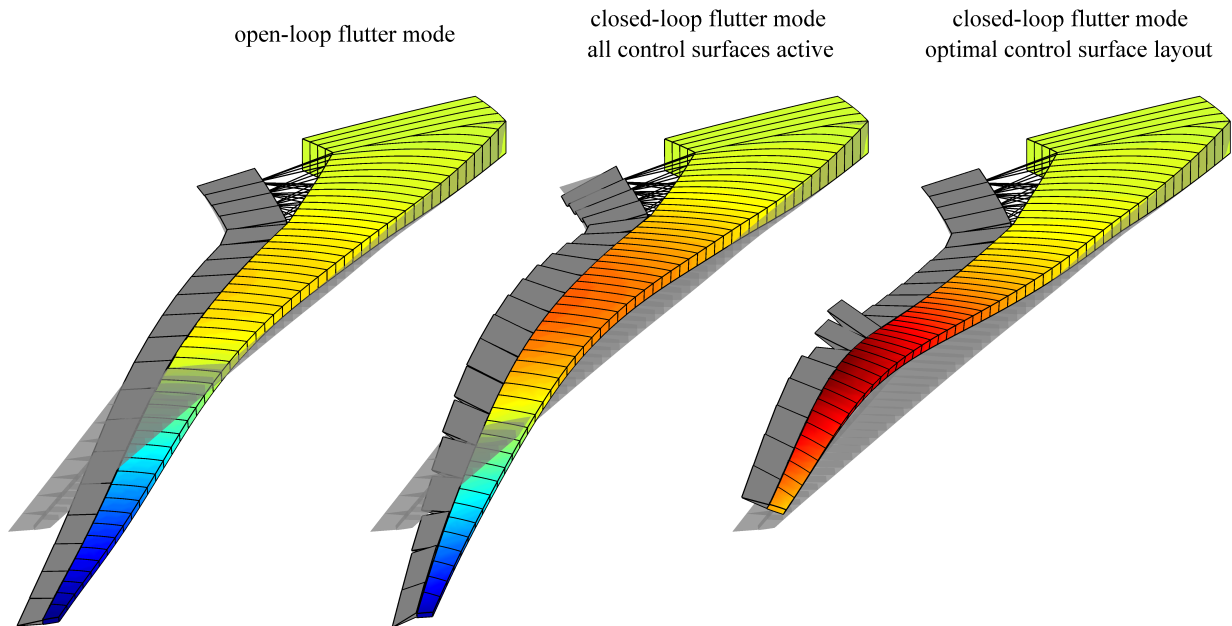 open-loop flutter mode
closed-loop flutter mode
all control surfaces active
closed-loop flutter mode
optimal control surface layout